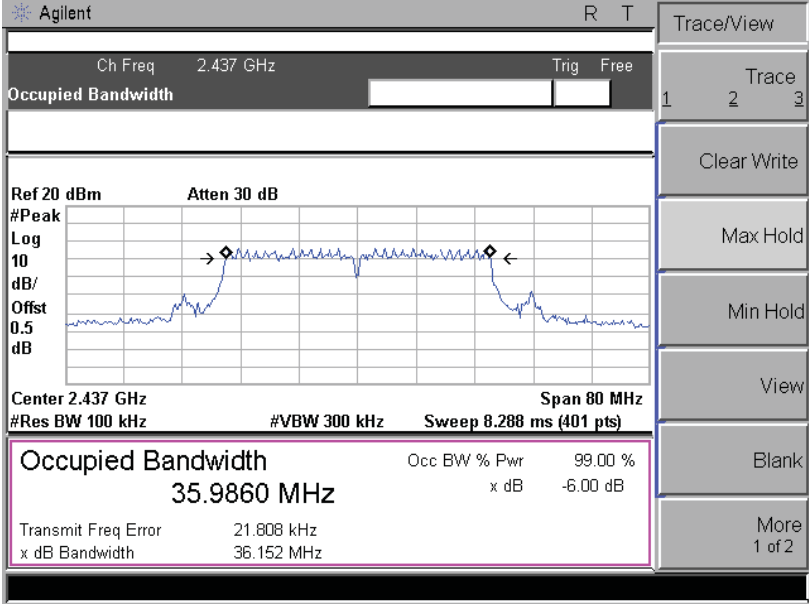 Agilent R T
Ch Freq 2.437 GHz Trig Free
Occupied Bandwidth
Ref 20 dBm Atten 30 dB
#Peak
Log
10
dB/
Offst
0.5
dB
Center 2.437 GHz Span 80 MHz
#Res BW 100 kHz #VBW 300 kHz Sweep 8.288 ms (401 pts)
Occupied Bandwidth
35.9860 MHz
Occ BW % Pwr 99.00 %
x dB -6.00 dB
Transmit Freq Error 21.808 kHz
x dB Bandwidth 36.152 MHz
Trace/View
Trace
1 2 3
Clear Write
Max Hold
Min Hold
View
Blank
More
1 of 2